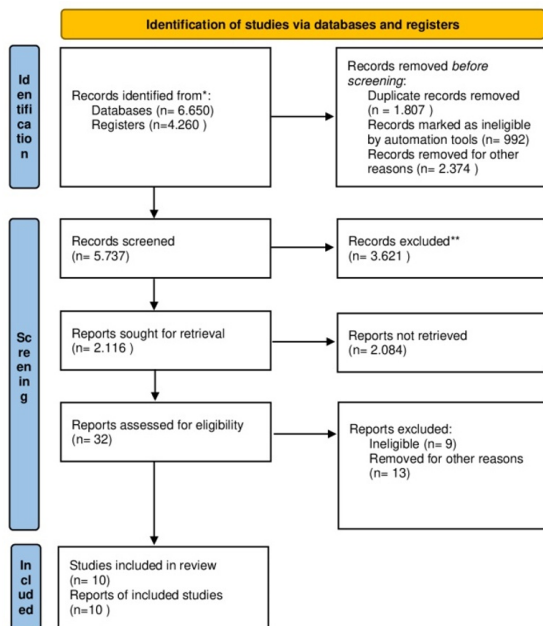 Identification of studies via databases and registers
Id
en
tifi
ca
tio
n
Records identified from*:
Databases (n= 6.650)
Registers (n=4.260 )
Records removed before
screening:
Duplicate records removed
(n = 1.807 )
Records marked as ineligible
by automation tools (n= 992)
Records removed for other
reasons (n= 2.374 )
Sc
re
en
in
g
Records screened
(n= 5.737)
Records excluded**
(n= 3.621 )
Reports sought for retrieval
(n= 2.116 )
Reports not retrieved
(n= 2.084)
Reports assessed for eligibility
(n= 32)
Reports excluded:
Ineligible (n= 9)
Removed for other reasons
(n= 13)
In
cl
ud
ed
Studies included in review
(n= 10)
Reports of included studies
(n=10 )